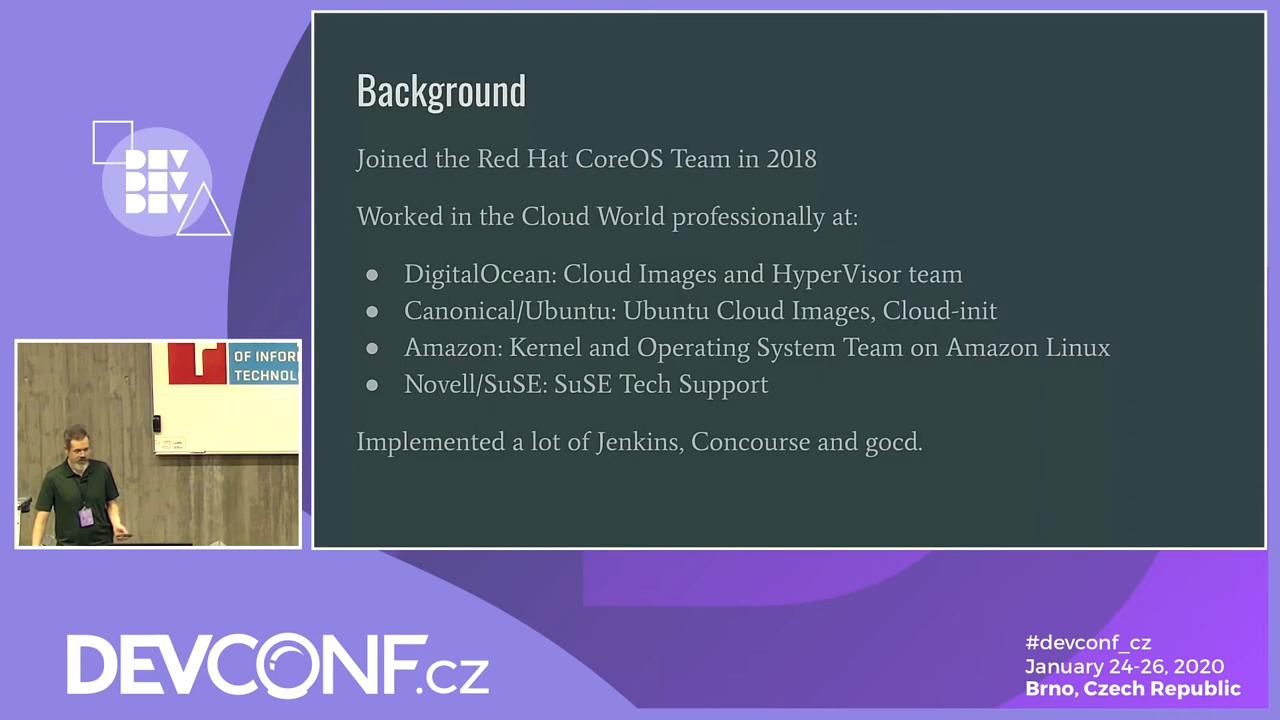 Background
Joined the Red Hat CoreOS Team in 2018
Worked in the Cloud World professionally at:
● DigitalOcean: Cloud Images and HyperVisor team
● Canonical/Ubuntu: Ubuntu Cloud Images, Cloud-init
● Amazon: Kernel and Operating System Team on Amazon Linux
● Novell/SuSE: SuSE Tech Support
Implemented a lot of Jenkins, Concourse and gocd.
DEV
DEV
DEV
OF INFOR
TECHNOL
DEVCONF.cz
#devconf_cz
January 24-26, 2020
Brno, Czech Republic